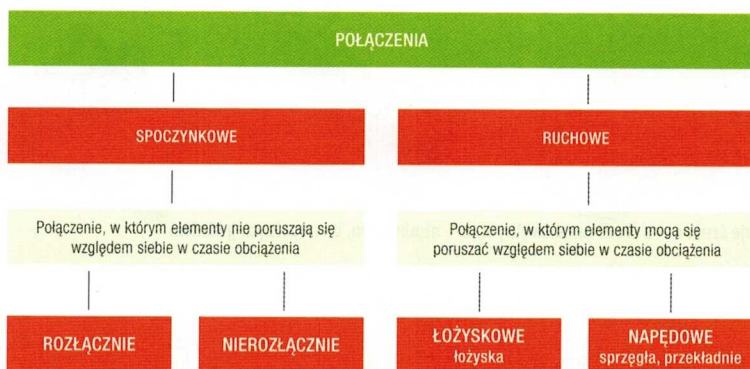 POŁĄCZENIA
SPOCZYNKOWE
RUCHOWE
Połączenie, w którym elementy nie poruszają się
względem siebie w czasie obciążenia
Połączenie, w którym elementy mogą się
poruszać względem siebie w czasie obciążenia
ROZŁĄCZNIE
NIEROZŁĄCZNIE
ŁOŻYSKOWE
łożyska
NAPĘDOWE
sprzęgła, przekładnie